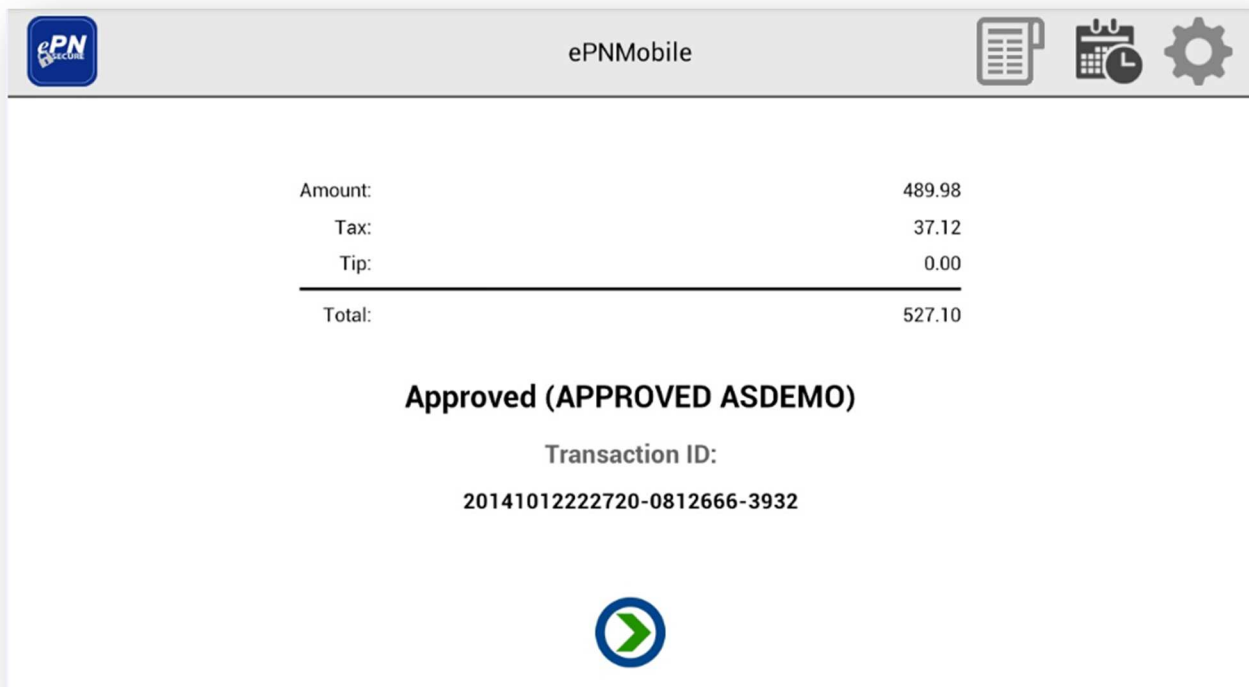 ePN
SECURE
ePNMobile
Amount: 489.98
Tax: 37.12
Tip: 0.00
Total: 527.10
Approved (APPROVED ASDEMO)
Transaction ID:
20141012222720-0812666-3932